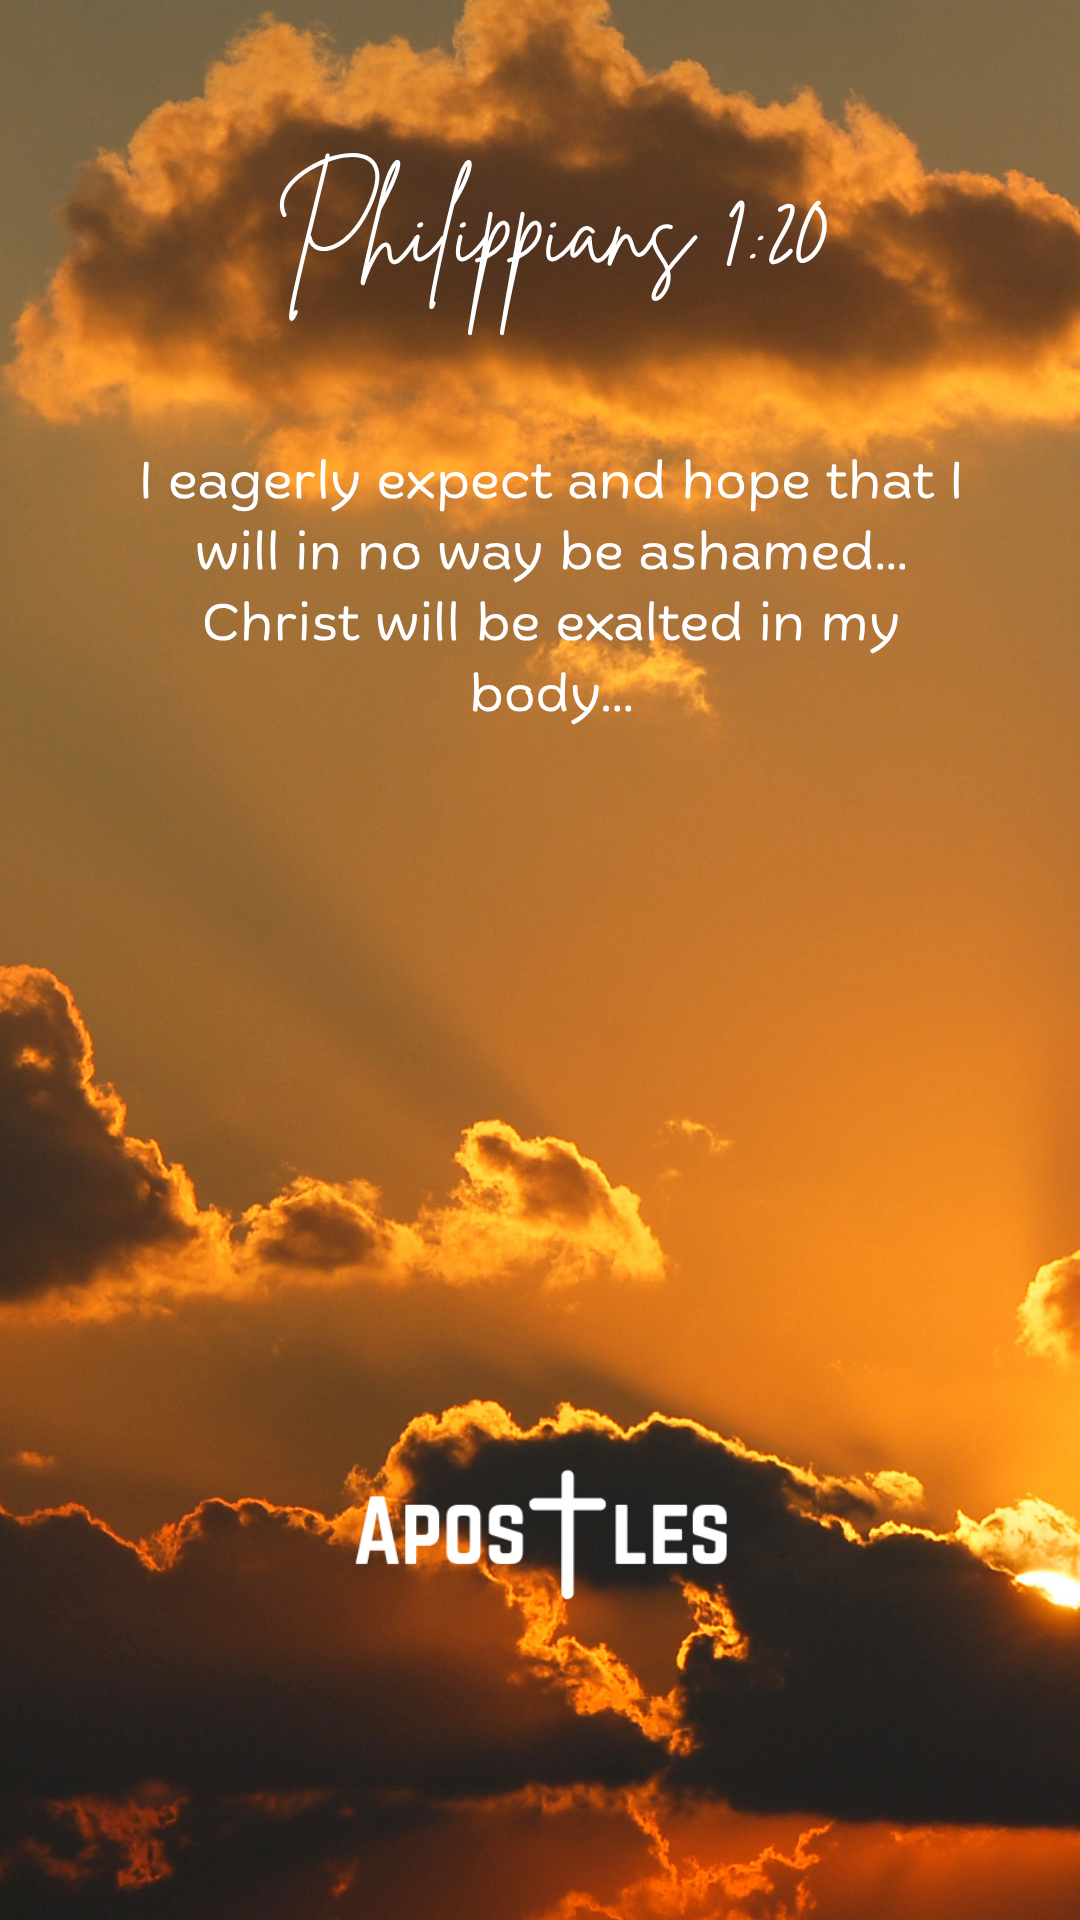 Philippians 1:20
I eagerly expect and hope that I
will in no way be ashamed...
Christ will be exalted in my
body...
APOSTLES